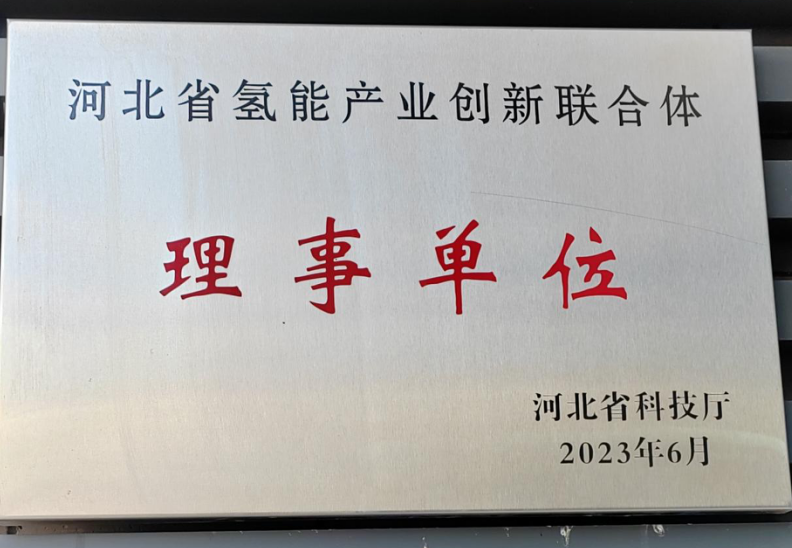 河北省氢能产业创新联合体
理事单位
河北省科技厅
2023年6月